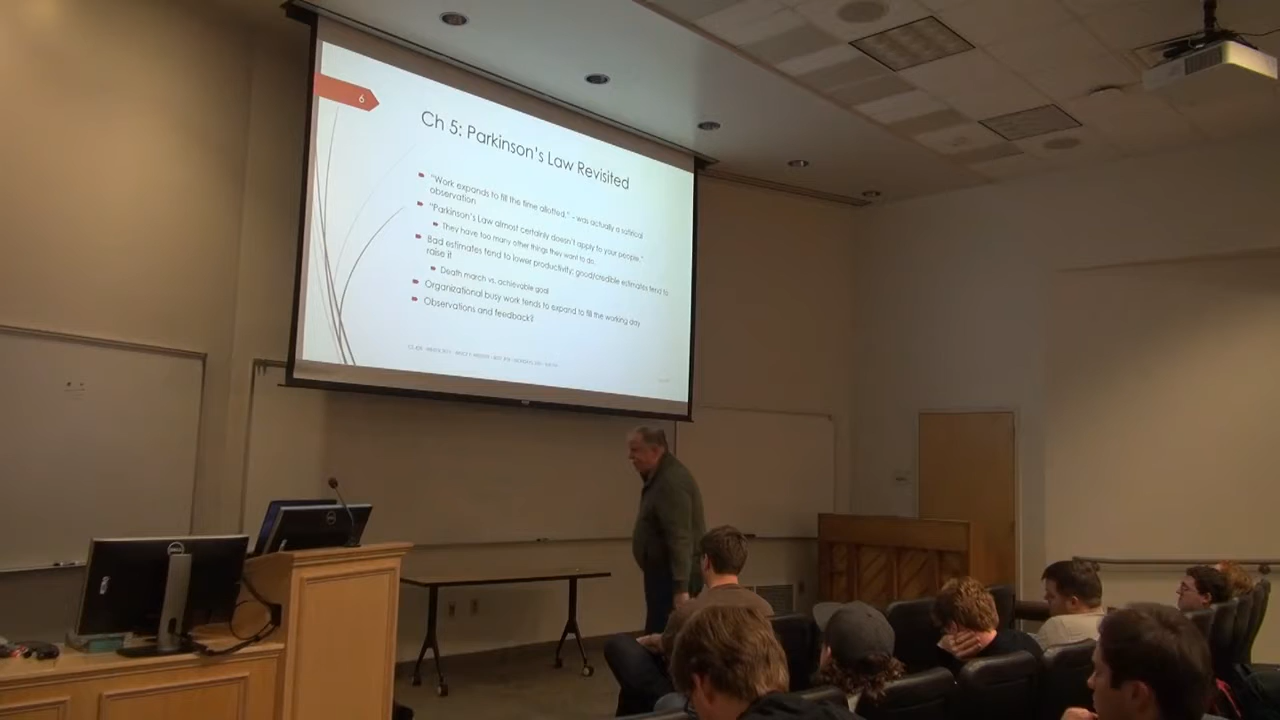 6
Ch 5: Parkinson's Law Revisited
"Work expands to fill the time allotted." - was actually a satirical
observation
"Parkinson's Law almost certainly doesn't apply to your people."
They have too many other things they want to do.
Bad estimates tend to lower productivity; good/credible estimates tend to
raise it
Death march vs. achievable goal
Organizational busy work tends to expand to fill the working day
Observations and feedback?
DELL
DELL